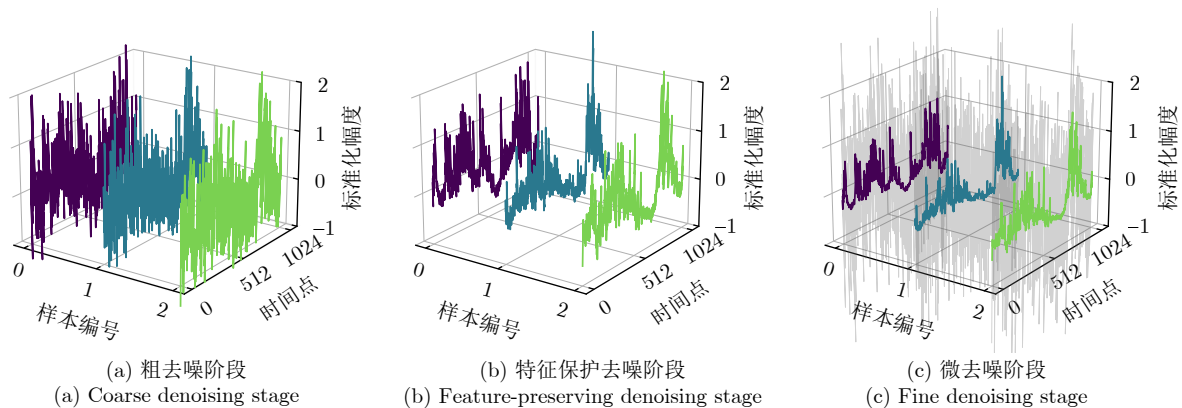 2
1
0
−1
标准化幅度
0
1
2
样本编号
0
512
1024
时间点
(a) 粗去噪阶段
(a) Coarse denoising stage
2
1
0
−1
标准化幅度
0
1
2
样本编号
0
512
1024
时间点
(b) 特征保护去噪阶段
(b) Feature-preserving denoising stage
2
1
0
−1
标准化幅度
0
1
2
样本编号
0
512
1024
时间点
(c) 微去噪阶段
(c) Fine denoising stage